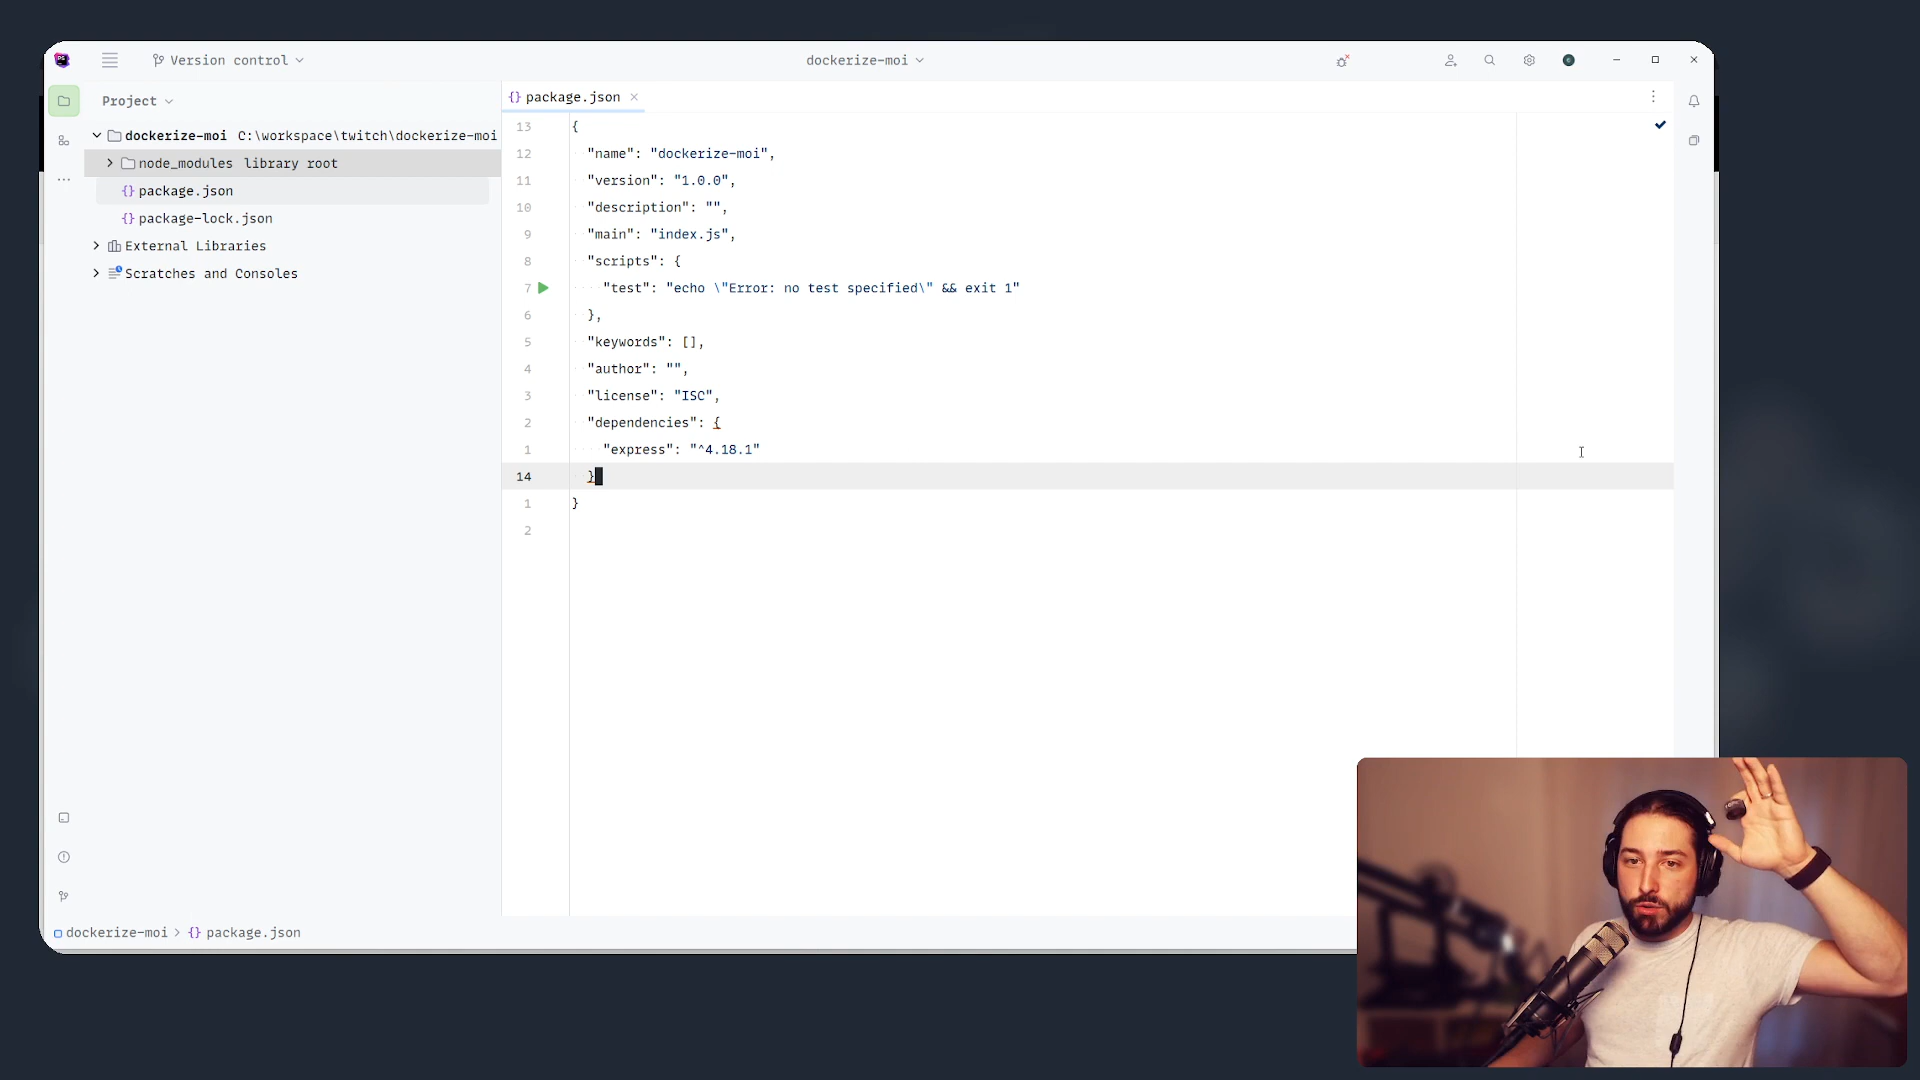 PS
Version control
dockerize-moi
Project
package.json
dockerize-moi C:\workspace\twitch\dockerize-moi
node_modules library root
package.json
package-lock.json
External Libraries
Scratches and Consoles
13 {
12 "name": "dockerize-moi",
11 "version": "1.0.0",
10 "description": "",
9 "main": "index.js",
8 "scripts": {
7 "test": "echo \"Error: no test specified\" && exit 1"
6 },
5 "keywords": [],
4 "author": "",
3 "license": "ISC",
2 "dependencies": {
1 "express": "^4.18.1"
14 }
1 }
2
dockerize-moi > {} package.json